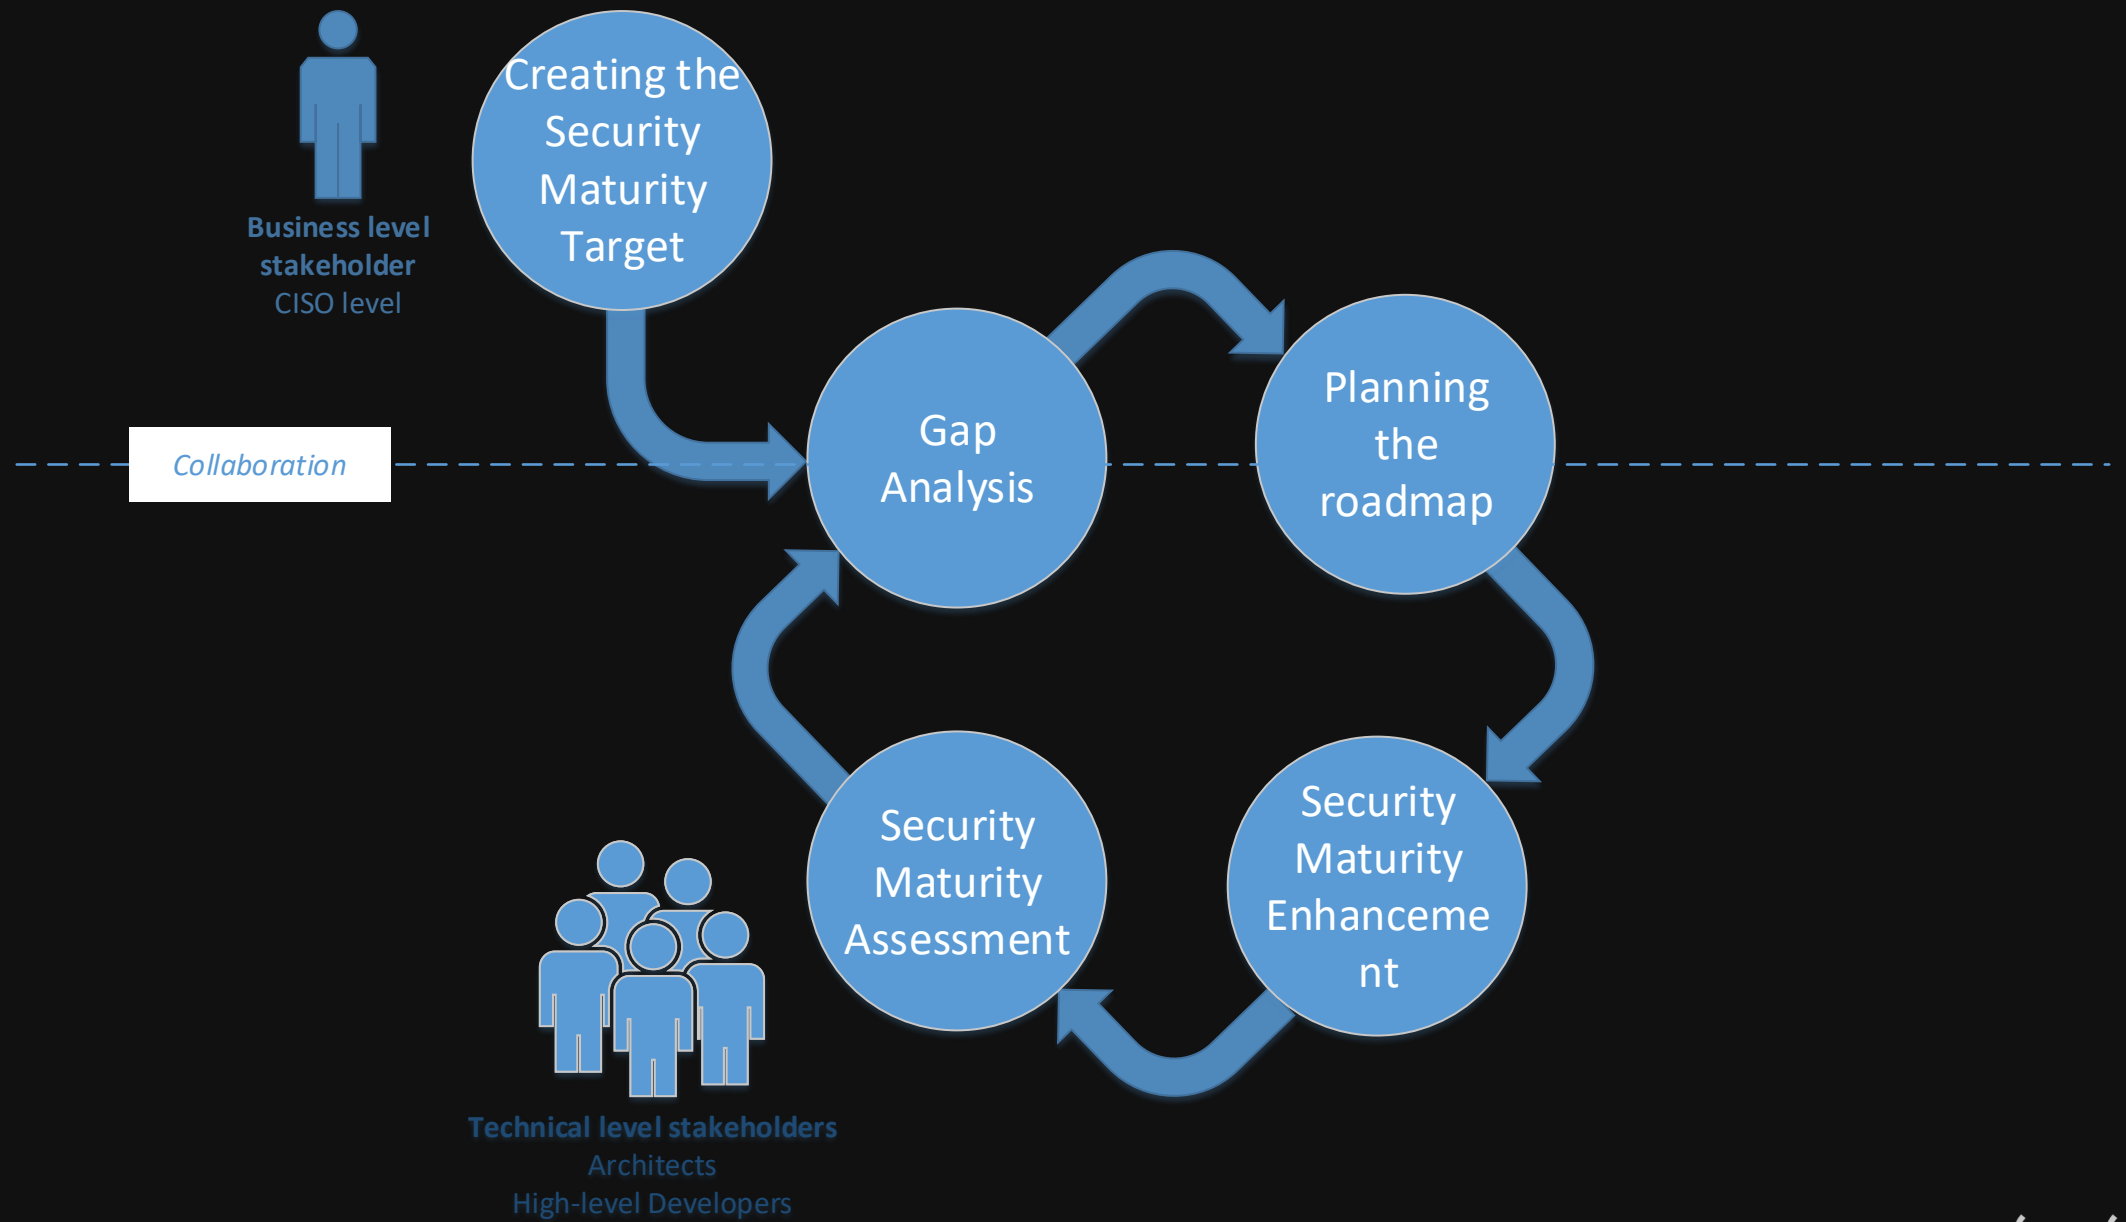 Creating the
Security
Maturity
Target
Business level
stakeholder
CISO level
Collaboration
Gap
Analysis
Planning
the
roadmap
Security
Maturity
Assessment
Security
Maturity
Enhanceme
nt
Technical level stakeholders
Architects
High-level Developers